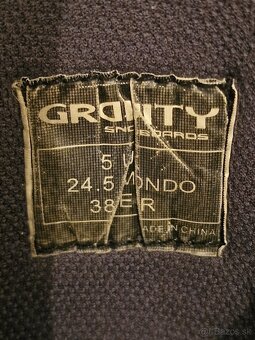 GRAVITY
SNOWBOARDS
5 U
24.5 MONDO
38 EUR
MADE IN CHINA
Bazos.sk